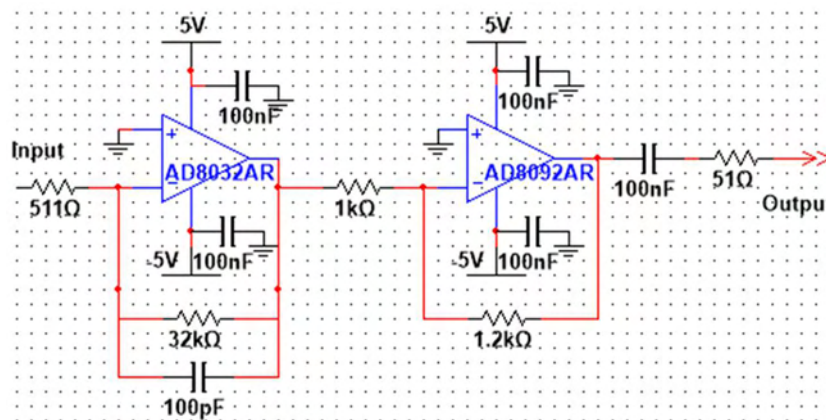 5V
5V
100nF
100nF
+
+
Input
AD8032AR
AD8092AR
−
−
511Ω
1kΩ
100nF
51Ω
Outpu
-5V
100nF
-5V
100nF
32kΩ
1.2kΩ
100pF